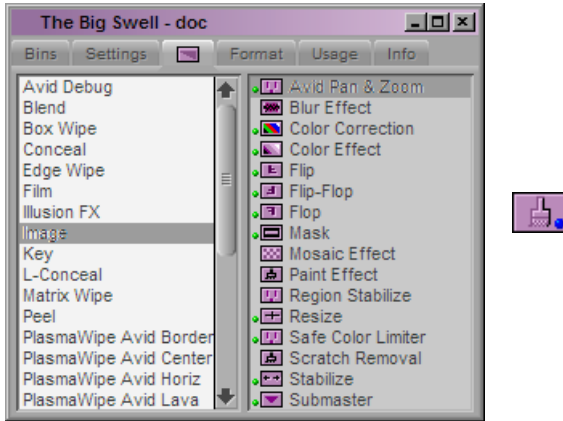 The Big Swell - doc
Bins Settings Format Usage Info
Avid Debug
Blend
Box Wipe
Conceal
Edge Wipe
Film
Illusion FX
Image
Key
L-Conceal
Matrix Wipe
Peel
PlasmaWipe Avid Border
PlasmaWipe Avid Center
PlasmaWipe Avid Horiz
PlasmaWipe Avid Lava
Avid Pan & Zoom
Blur Effect
Color Correction
Color Effect
Flip
Flip-Flop
Flop
Mask
Mosaic Effect
Paint Effect
Region Stabilize
Resize
Safe Color Limiter
Scratch Removal
Stabilize
Submaster